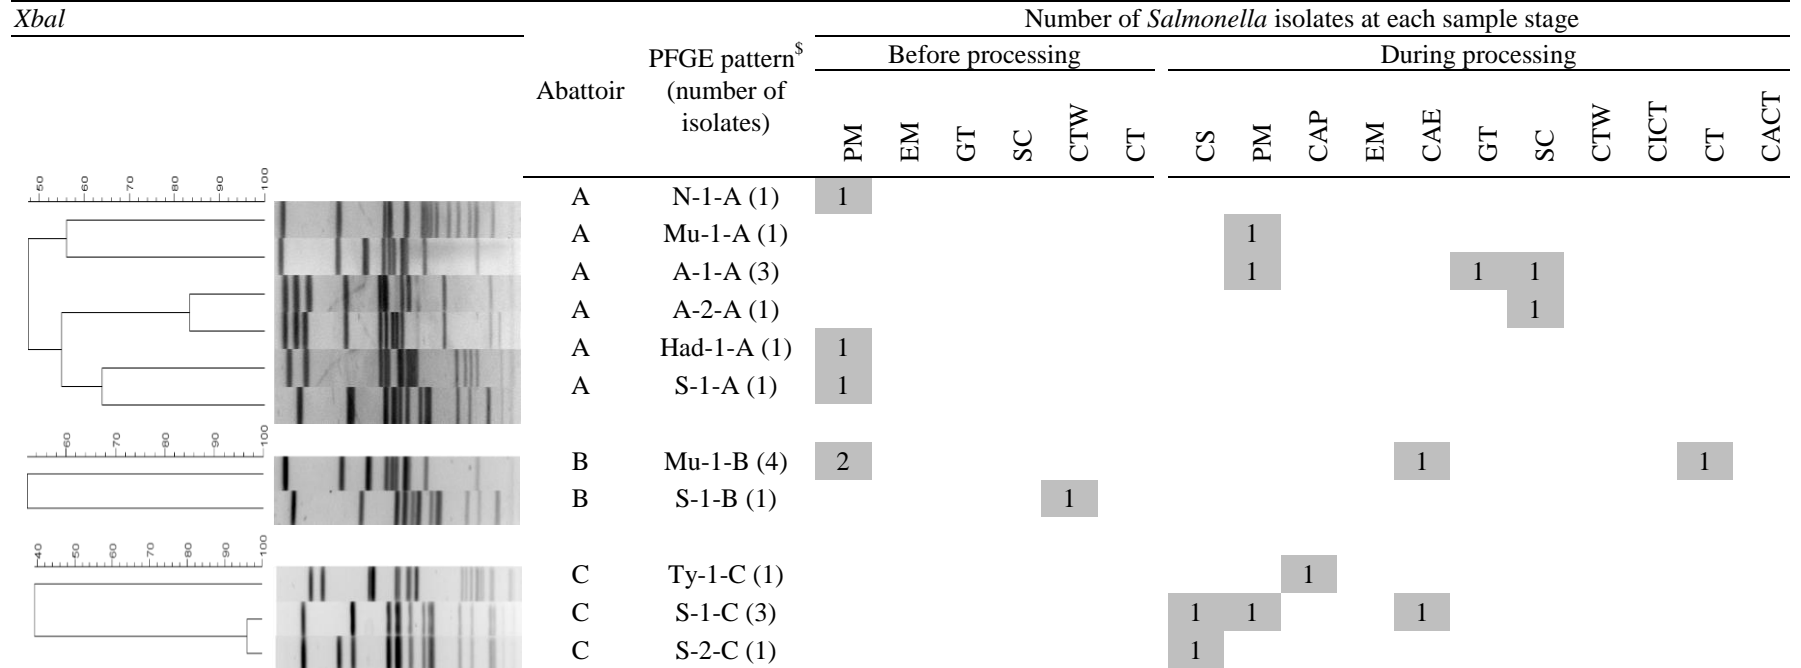 XbaI
Number of Salmonella isolates at each sample stage
Before processing
During processing
Abattoir
PFGE pattern$
(number of
isolates)
PM EM GT SC CTW CT CS PM CAP EM CAE GT SC CTW CICT CT CACT
50 60 70 80 90 100
A N-1-A (1) 1
A Mu-1-A (1) 1
A A-1-A (3) 1 1 1
A A-2-A (1) 1
A Had-1-A (1) 1
A S-1-A (1) 1
60 70 80 90 100
B Mu-1-B (4) 2 1 1
B S-1-B (1) 1
40 50 60 70 80 90 100
C Ty-1-C (1) 1
C S-1-C (3) 1 1 1
C S-2-C (1) 1